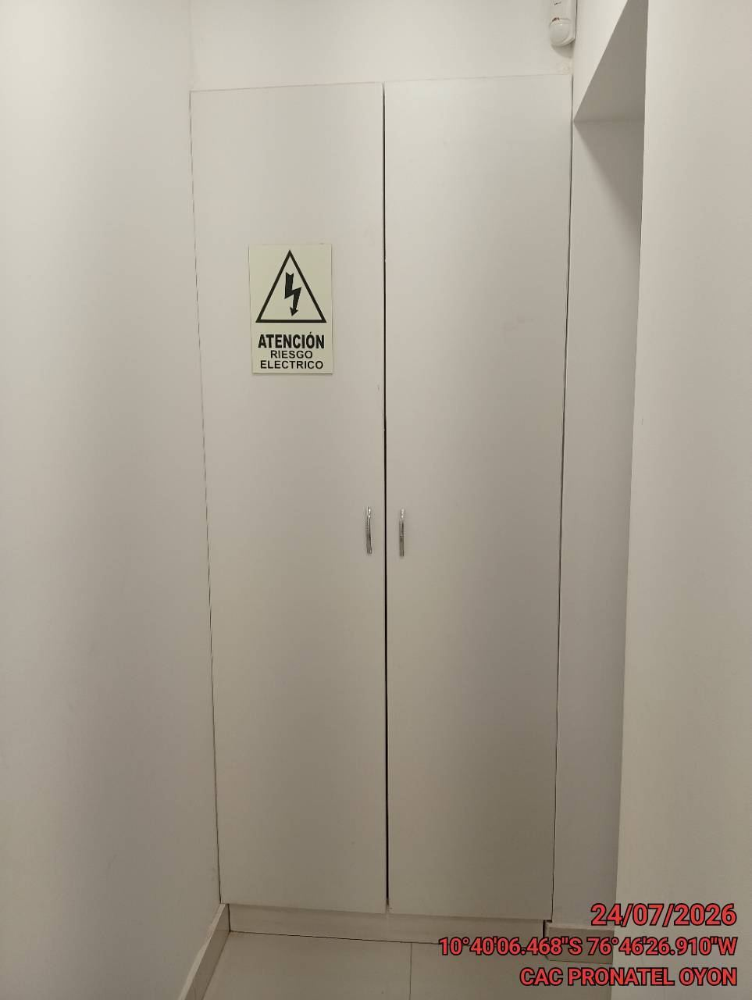 ATENCIÓN
RIESGO
ELECTRICO
24/07/2026
10°40'06.468"S 76°46'26.910"W
CAC PRONATEL OYON